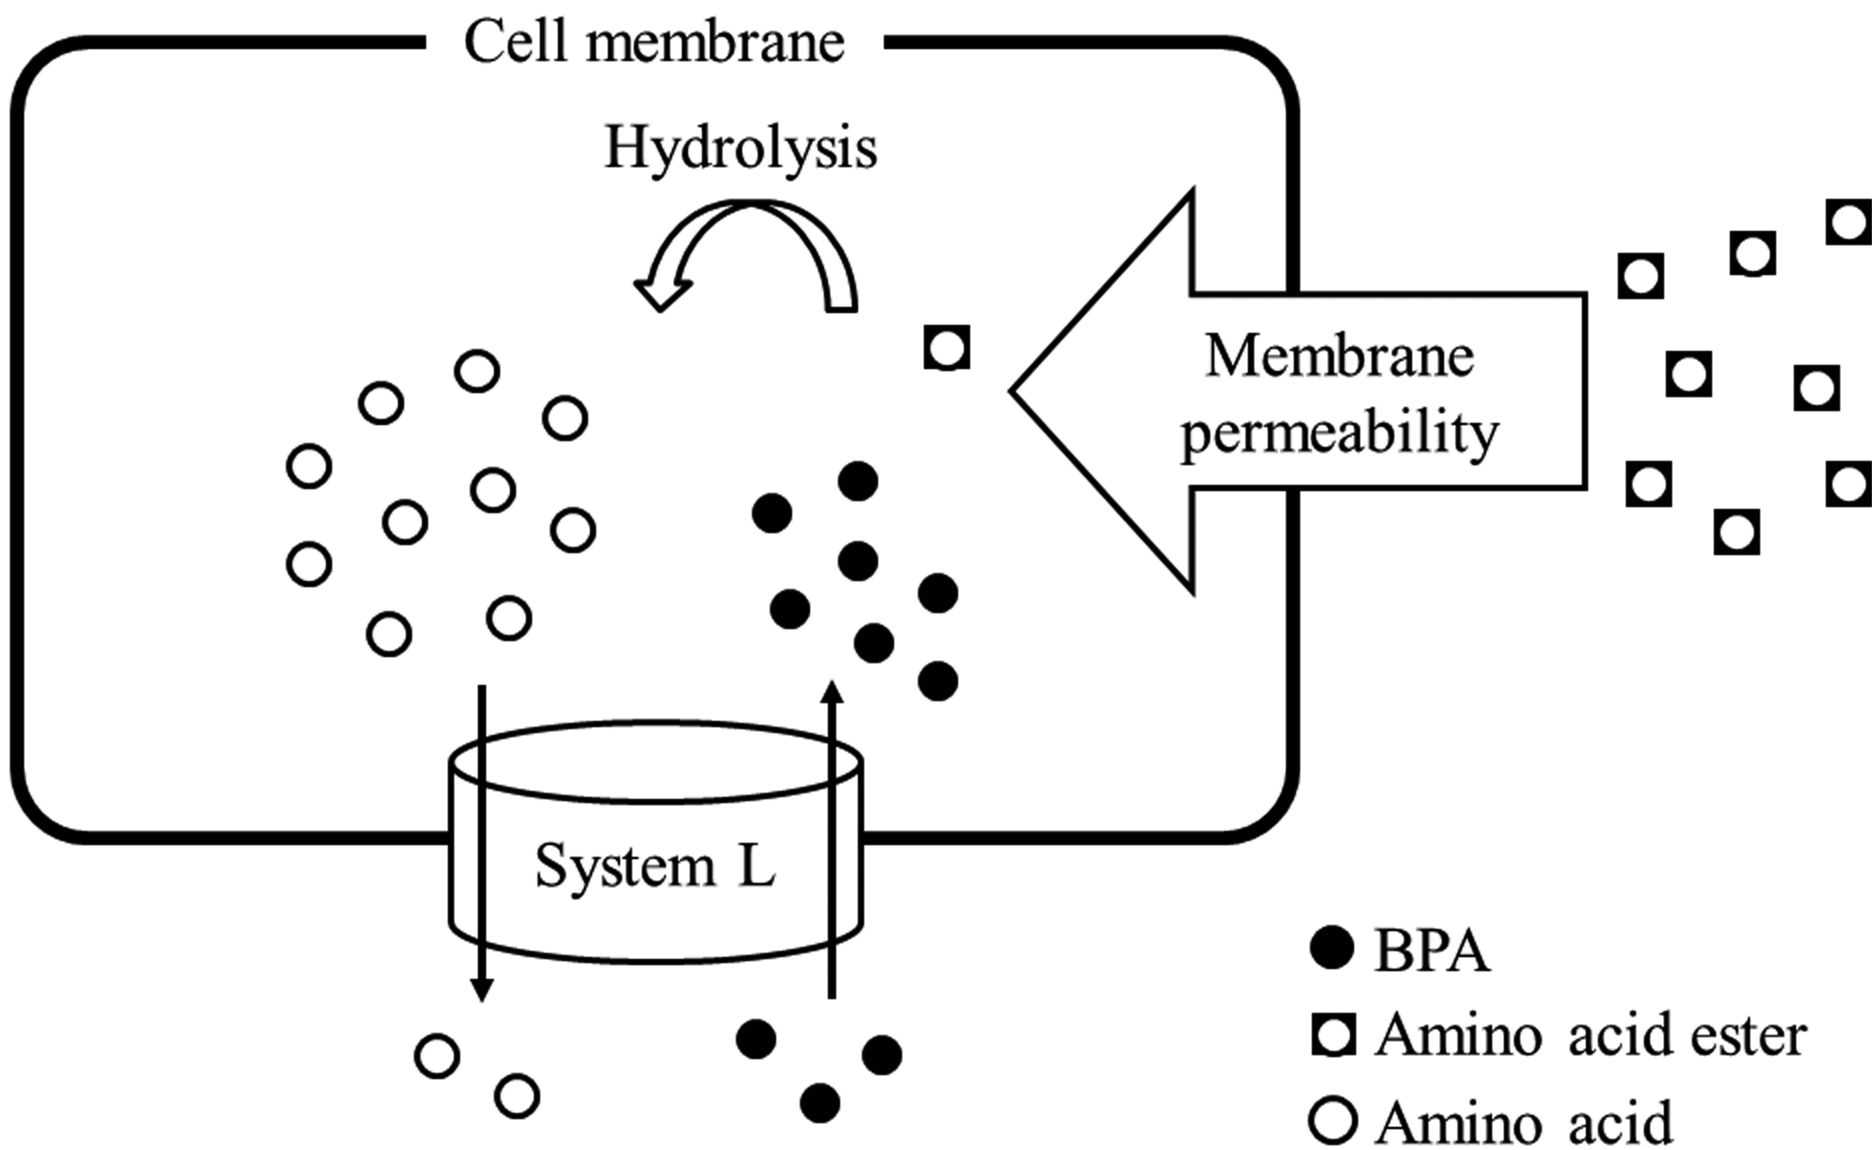 Cell membrane
Hydrolysis
Membrane
permeability
System L
BPA
Amino acid ester
Amino acid